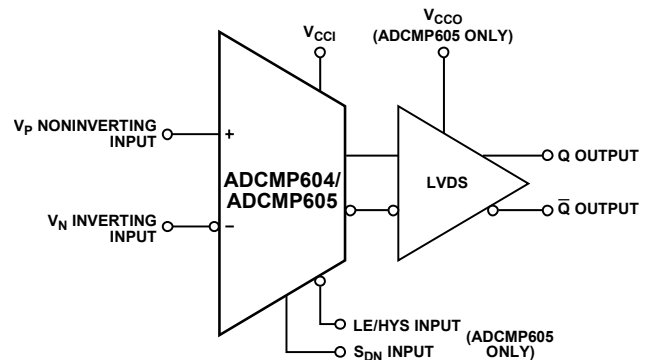 V_CCI
V_CCO
(ADCMP605 ONLY)
V_P NONINVERTING
INPUT
+
ADCMP604/
ADCMP605
LVDS
Q OUTPUT
V_N INVERTING
INPUT
–
Q̅ OUTPUT
LE/HYS INPUT
(ADCMP605
ONLY)
S_DN INPUT